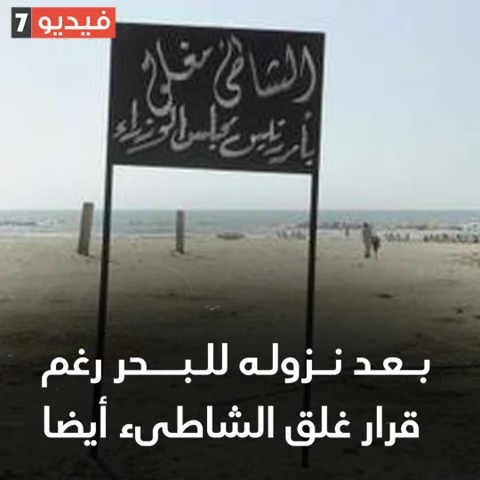 فيديو 7
الشاطئ مغلق
بأمر رئيس مجلس الوزراء
بعد نزوله للبحر رغم
قرار غلق الشاطىء أيضا